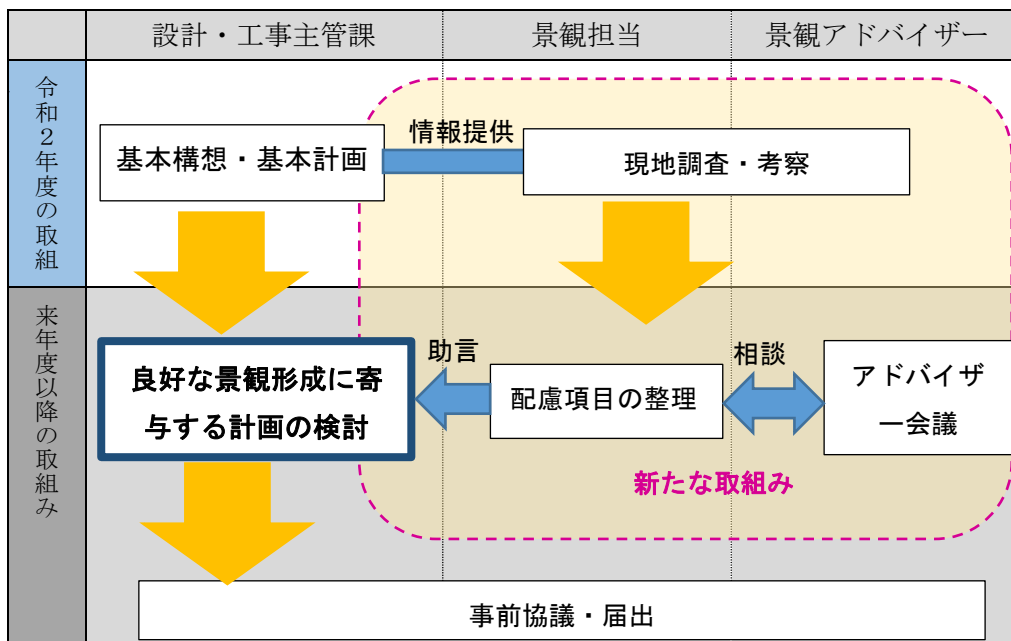 設計・工事主管課
景観担当
景観アドバイザー
令和２年度の取組
基本構想・基本計画
情報提供
現地調査・考察
来年度以降の取組み
良好な景観形成に寄
与する計画の検討
助言
配慮項目の整理
相談
アドバイザ
ー会議
新たな取組み
事前協議・届出